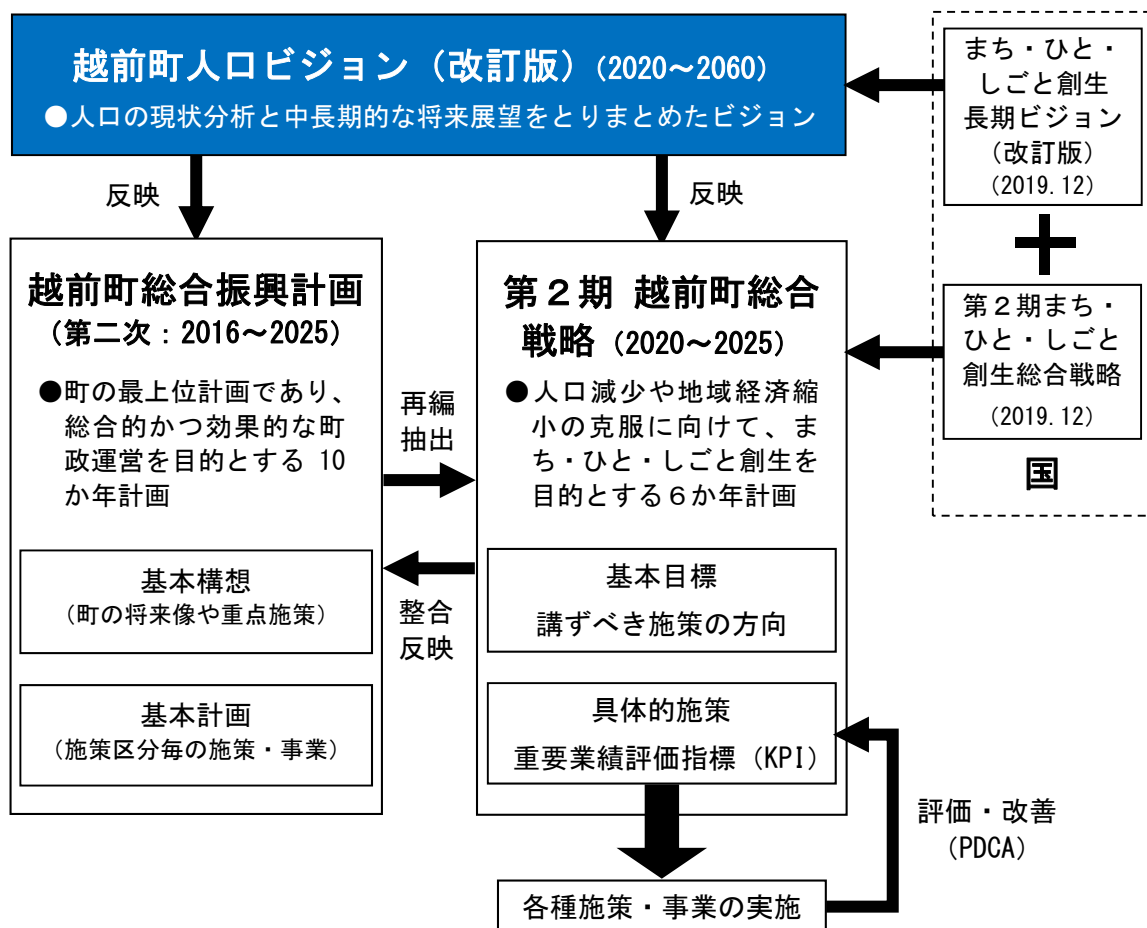 越前町人口ビジョン（改訂版）（2020～2060）
●人口の現状分析と中長期的な将来展望をとりまとめたビジョン
まち・ひと・
しごと創生
長期ビジョン
（改訂版）
（2019.12）
反映
反映
越前町総合振興計画
（第二次：2016～2025）
●町の最上位計画であり、
総合的かつ効果的な町
政運営を目的とする 10
か年計画
基本構想
（町の将来像や重点施策）
基本計画
（施策区分毎の施策・事業）
再編
抽出
整合
反映
第２期 越前町総合
戦略（2020～2025）
●人口減少や地域経済縮
小の克服に向けて、ま
ち・ひと・しごと創生を
目的とする６か年計画
基本目標
講ずべき施策の方向
具体的施策
重要業績評価指標（KPI）
第２期まち・
ひと・しごと
創生総合戦略
（2019.12）
国
評価・改善
（PDCA）
各種施策・事業の実施